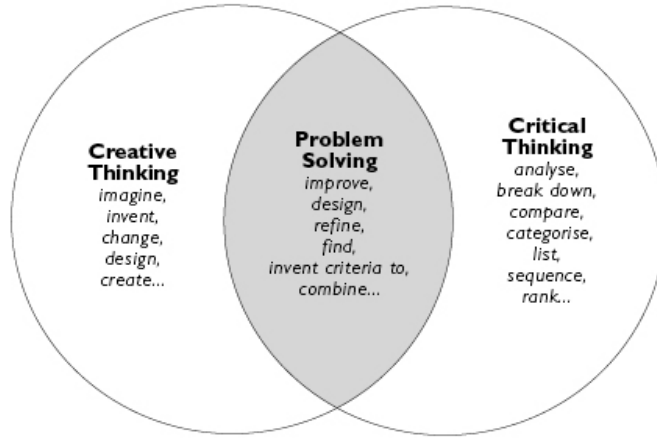 Creative
Thinking
imagine,
invent,
change,
design,
create...
Problem
Solving
improve,
design,
refine,
find,
invent criteria to,
combine...
Critical
Thinking
analyse,
break down,
compare,
categorise,
list,
sequence,
rank...